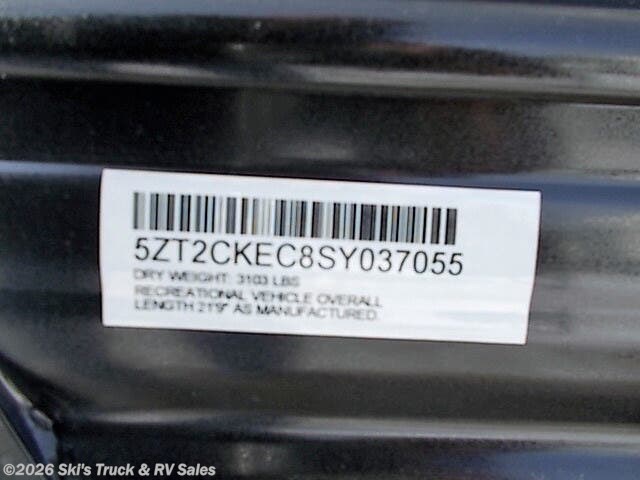 5ZT2CKEC8SY037055
DRY WEIGHT: 3103 LBS
RECREATIONAL VEHICLE OVERALL
LENGTH 21'9" AS MANUFACTURED.
©2026 Ski's Truck & RV Sales